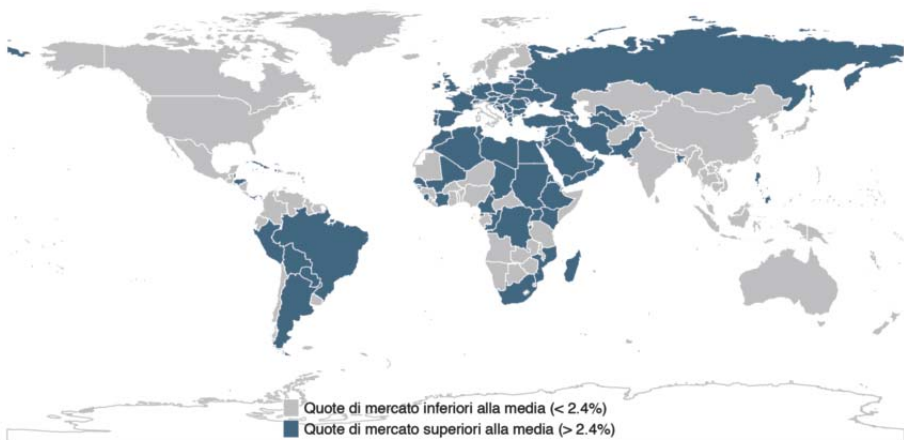 Quote di mercato inferiori alla media (< 2.4%)
Quote di mercato superiori alla media (> 2.4%)